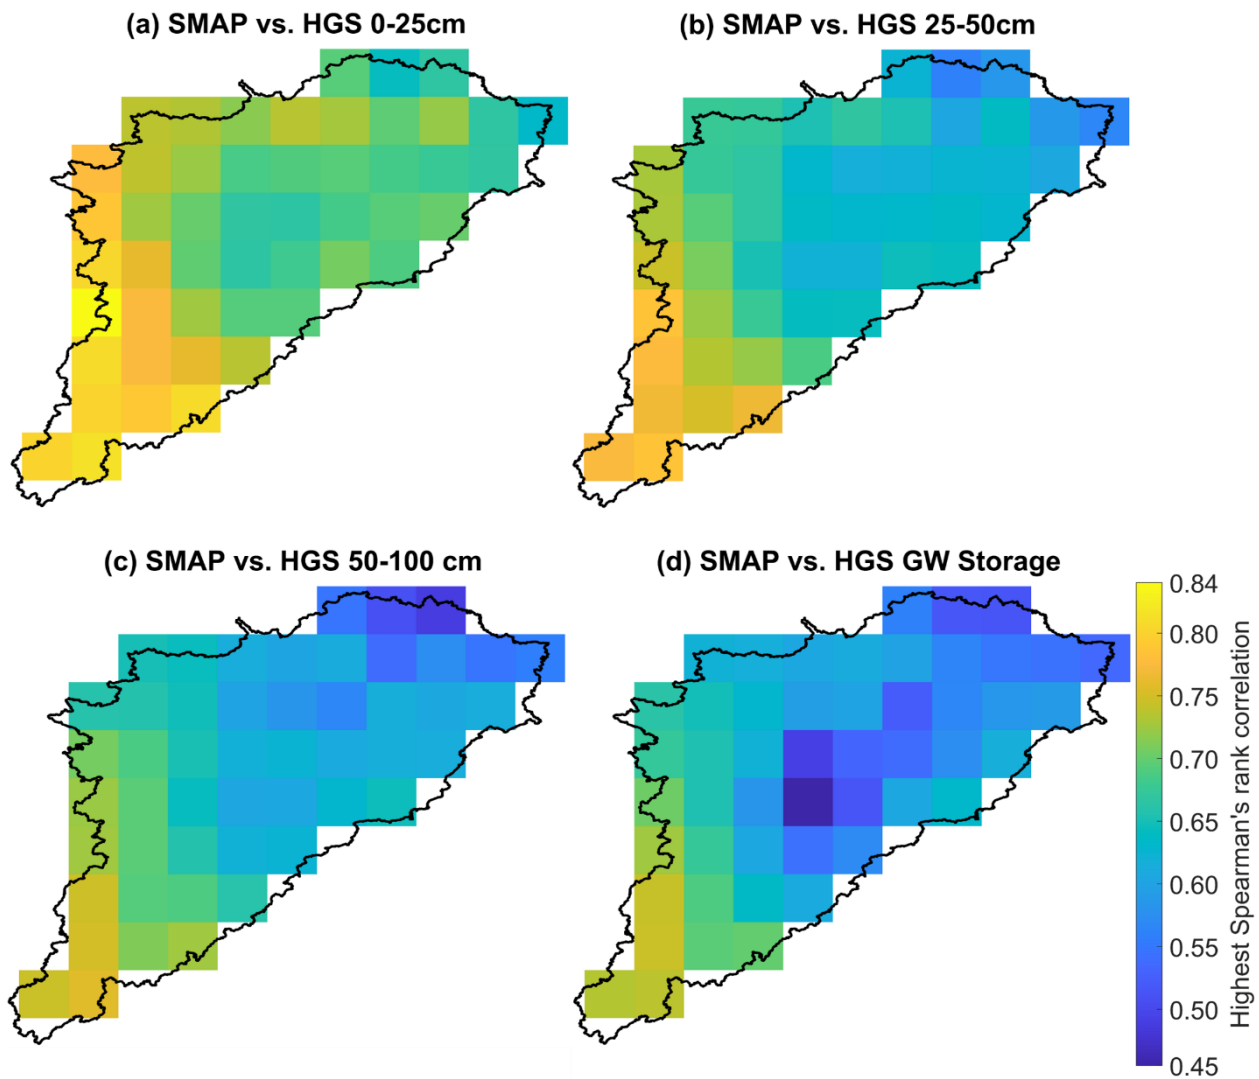 (a) SMAP vs. HGS 0-25cm
(b) SMAP vs. HGS 25-50cm
(c) SMAP vs. HGS 50-100 cm
(d) SMAP vs. HGS GW Storage
0.84
0.80
0.75
0.70
0.65
0.60
0.55
0.50
0.45
Highest Spearman's rank correlation